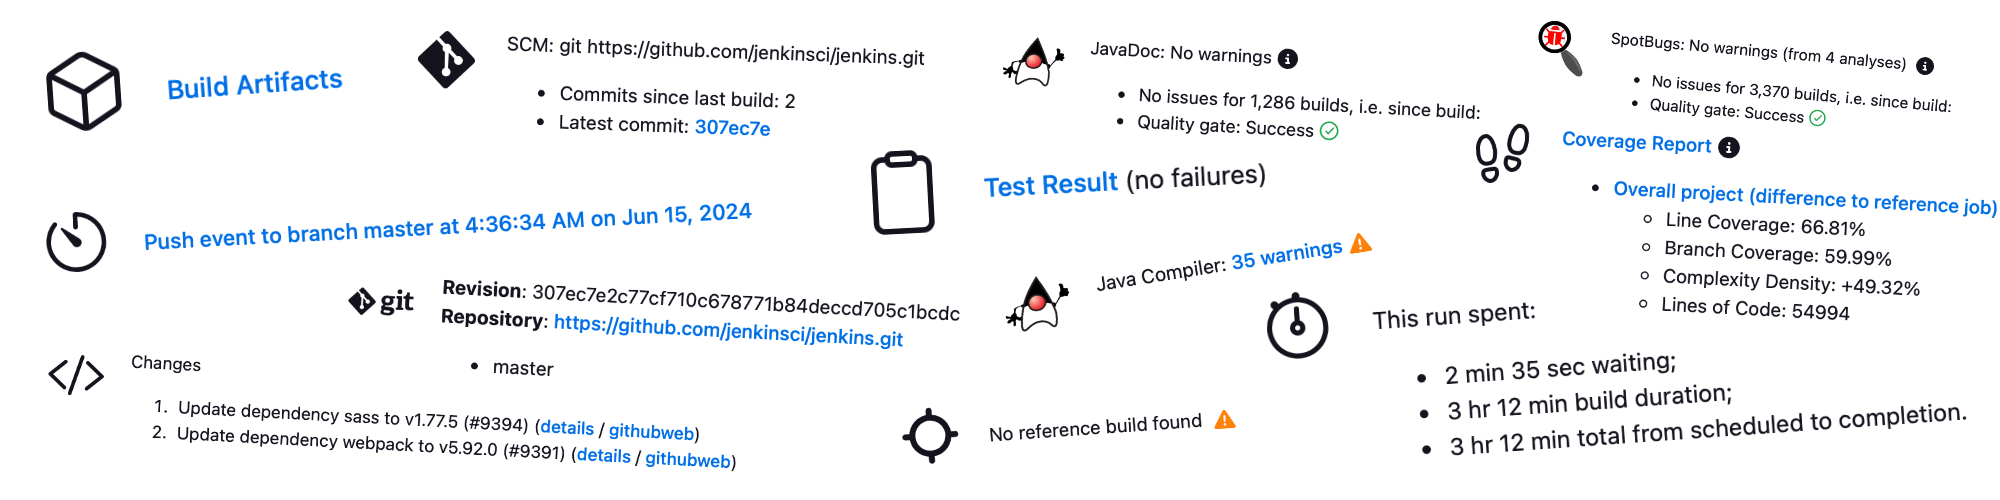 Build Artifacts
SCM: git https://github.com/jenkinsci/jenkins.git
Commits since last build: 2
Latest commit: 307ec7e
JavaDoc: No warnings
No issues for 1,286 builds, i.e. since build:
Quality gate: Success
SpotBugs: No warnings (from 4 analyses)
No issues for 3,370 builds, i.e. since build:
Quality gate: Success
Push event to branch master at 4:36:34 AM on Jun 15, 2024
Test Result (no failures)
Coverage Report
Overall project (difference to reference job)
Line Coverage: 66.81%
Branch Coverage: 59.99%
Complexity Density: +49.32%
Lines of Code: 54994
git
Revision: 307ec7e2c77cf710c678771b84deccd705c1bcdc
Repository: https://github.com/jenkinsci/jenkins.git
master
Java Compiler: 35 warnings
Changes
1. Update dependency sass to v1.77.5 (#9394) (details / githubweb)
2. Update dependency webpack to v5.92.0 (#9391) (details / githubweb)
No reference build found
This run spent:
2 min 35 sec waiting;
3 hr 12 min build duration;
3 hr 12 min total from scheduled to completion.